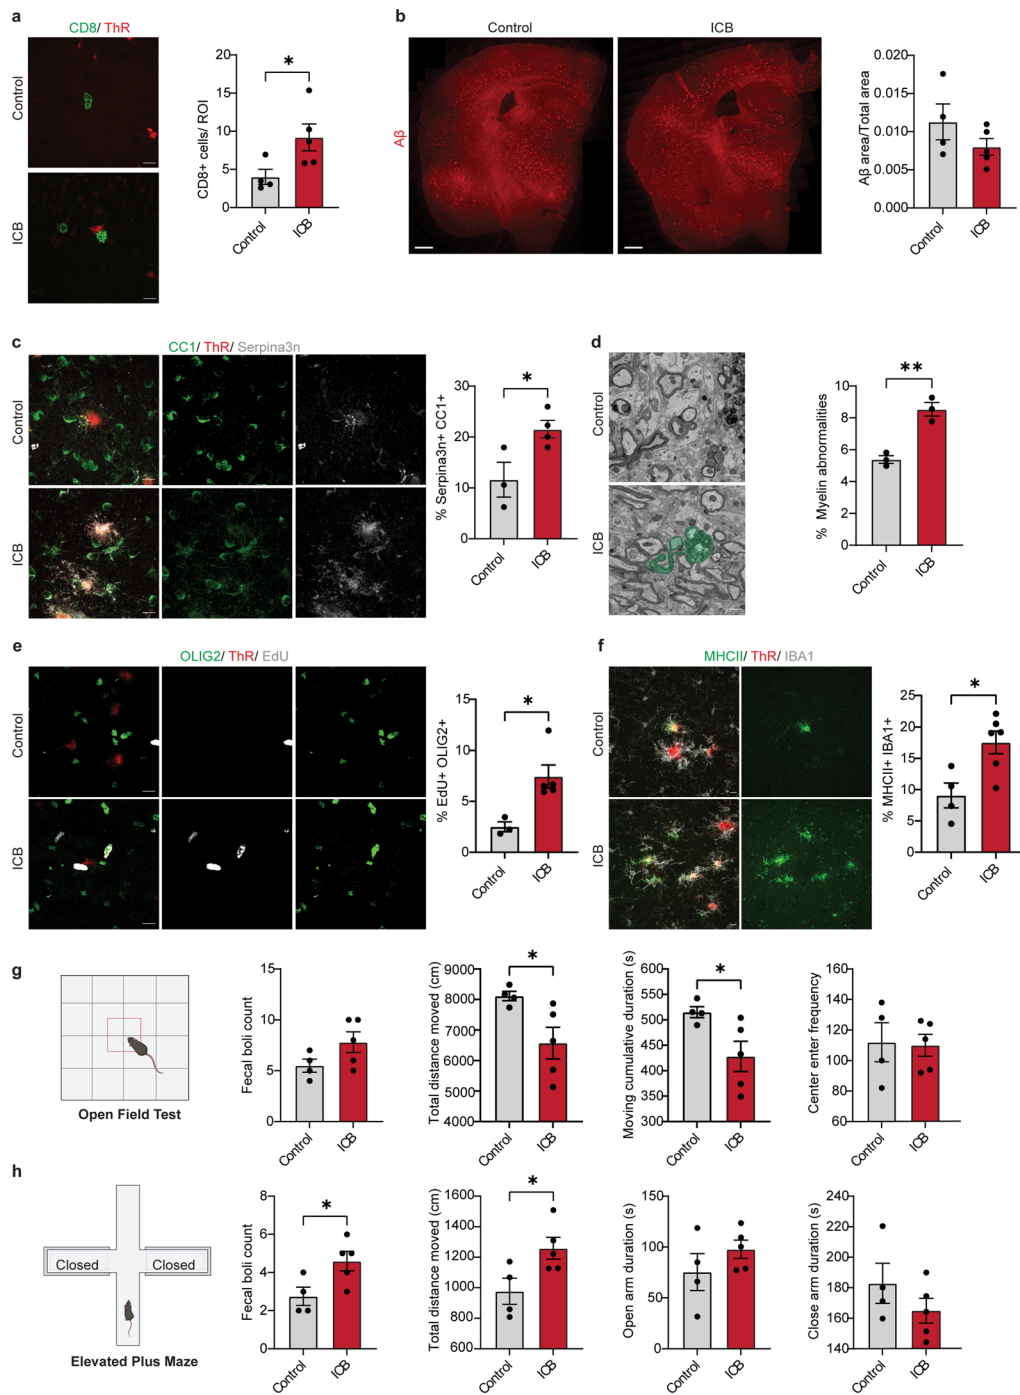 a
CD8/ ThR
Control
ICB
CD8+ cells/ ROI
20
15
10
5
0
*
Control
ICB
b
Control
ICB
Aβ
Aβ area/Total area
0.020
0.015
0.010
0.005
0.000
Control
ICB
c
CC1/ ThR/ Serpina3n
Control
ICB
% Serpina3n+ CC1+
30
20
10
0
*
Control
ICB
d
Control
ICB
% Myelin abnormalities
10
8
6
4
2
0
**
Control
ICB
e
OLIG2/ ThR/ EdU
Control
ICB
% EdU+ OLIG2+
15
10
5
0
*
Control
ICB
f
MHCII/ ThR/ IBA1
Control
ICB
% MHCII+ IBA1+
25
20
15
10
5
0
*
Control
ICB
g
Open Field Test
Fecal boli count
15
10
5
0
Control
ICB
Total distance moved (cm)
9000
8000
7000
6000
5000
4000
*
Control
ICB
Moving cumulative duration (s)
600
550
500
450
400
350
300
*
Control
ICB
Center enter frequency
160
140
120
100
80
60
Control
ICB
h
Closed
Closed
Elevated Plus Maze
Fecal boli count
8
6
4
2
0
*
Control
ICB
Total distance moved (cm)
1600
1400
1200
1000
800
600
*
Control
ICB
Open arm duration (s)
150
100
50
0
Control
ICB
Close arm duration (s)
240
220
200
180
160
140
Control
ICB